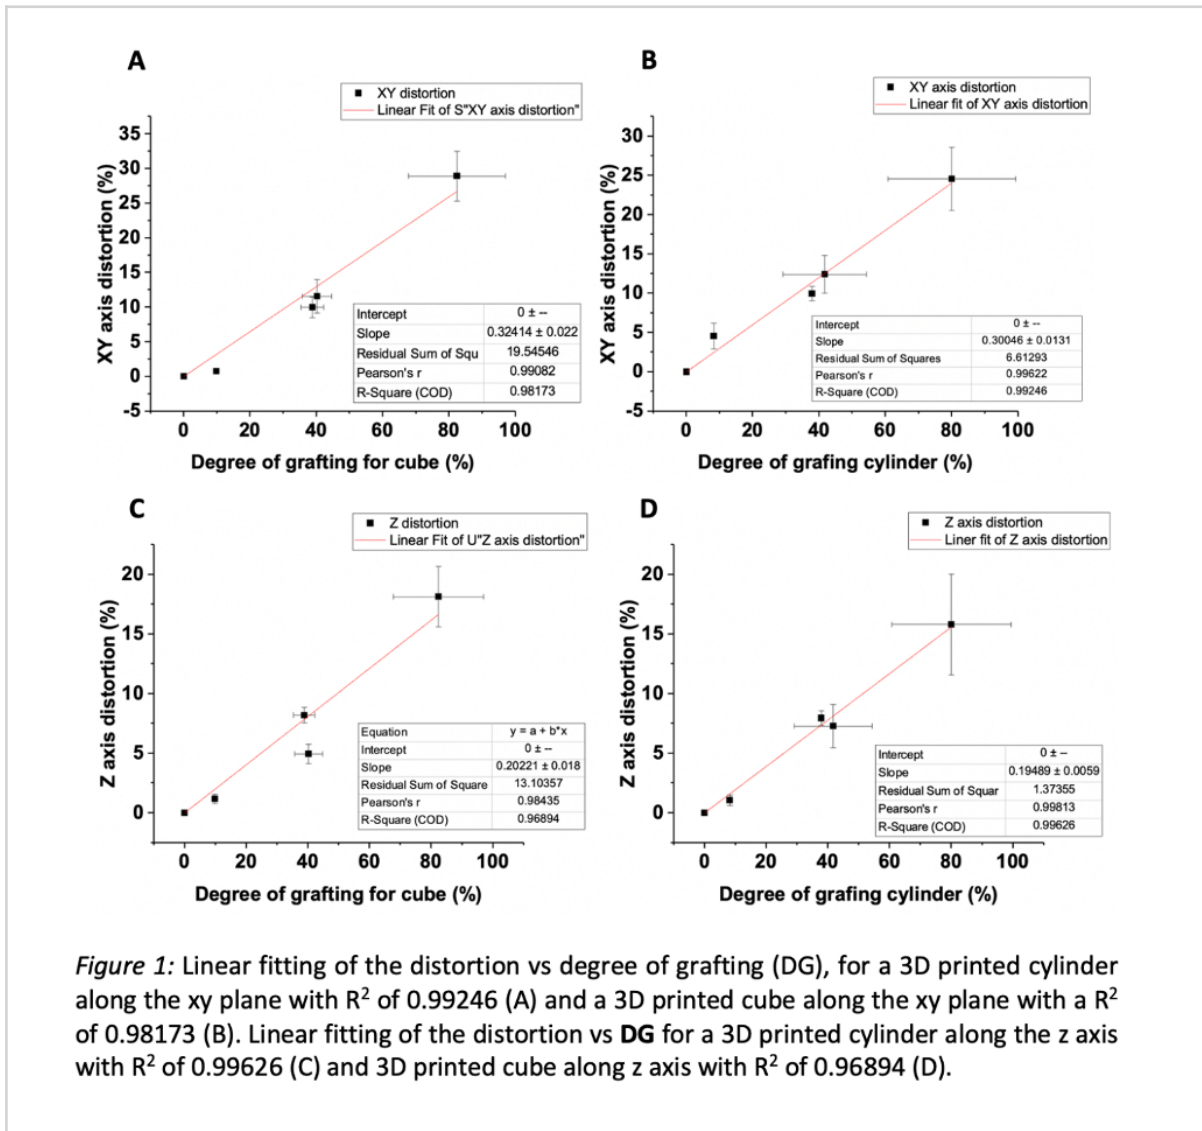 A
XY distortion
Linear Fit of S"XY axis distortion"
XY axis distortion (%)
35
30
25
20
15
10
5
0
-5
Intercept 0 ± --
Slope 0.32414 ± 0.022
Residual Sum of Squ 19.54546
Pearson's r 0.99082
R-Square (COD) 0.98173
0 20 40 60 80 100
Degree of grafting for cube (%)
B
XY axis distortion
Linear fit of XY axis distortion
XY axis distortion (%)
30
25
20
15
10
5
0
-5
Intercept 0 ± --
Slope 0.30046 ± 0.0131
Residual Sum of Squares 6.61293
Pearson's r 0.99622
R-Square (COD) 0.99246
0 20 40 60 80 100
Degree of grafing cylinder (%)
C
Z distortion
Linear Fit of U"Z axis distortion"
Z axis distortion (%)
20
15
10
5
0
Equation y = a + b*x
Intercept 0 ± --
Slope 0.20221 ± 0.018
Residual Sum of Square 13.10357
Pearson's r 0.98435
R-Square (COD) 0.96894
0 20 40 60 80 100
Degree of grafting for cube (%)
D
Z axis distortion
Liner fit of Z axis distortion
Z axis distortion (%)
20
15
10
5
0
Intercept 0 ± --
Slope 0.19489 ± 0.0059
Residual Sum of Squar 1.37355
Pearson's r 0.99813
R-Square (COD) 0.99626
0 20 40 60 80 100
Degree of grafing cylinder (%)
Figure 1: Linear fitting of the distortion vs degree of grafting (DG), for a 3D printed cylinder
along the xy plane with R² of 0.99246 (A) and a 3D printed cube along the xy plane with a R²
of 0.98173 (B). Linear fitting of the distortion vs DG for a 3D printed cylinder along the z axis
with R² of 0.99626 (C) and 3D printed cube along z axis with R² of 0.96894 (D).